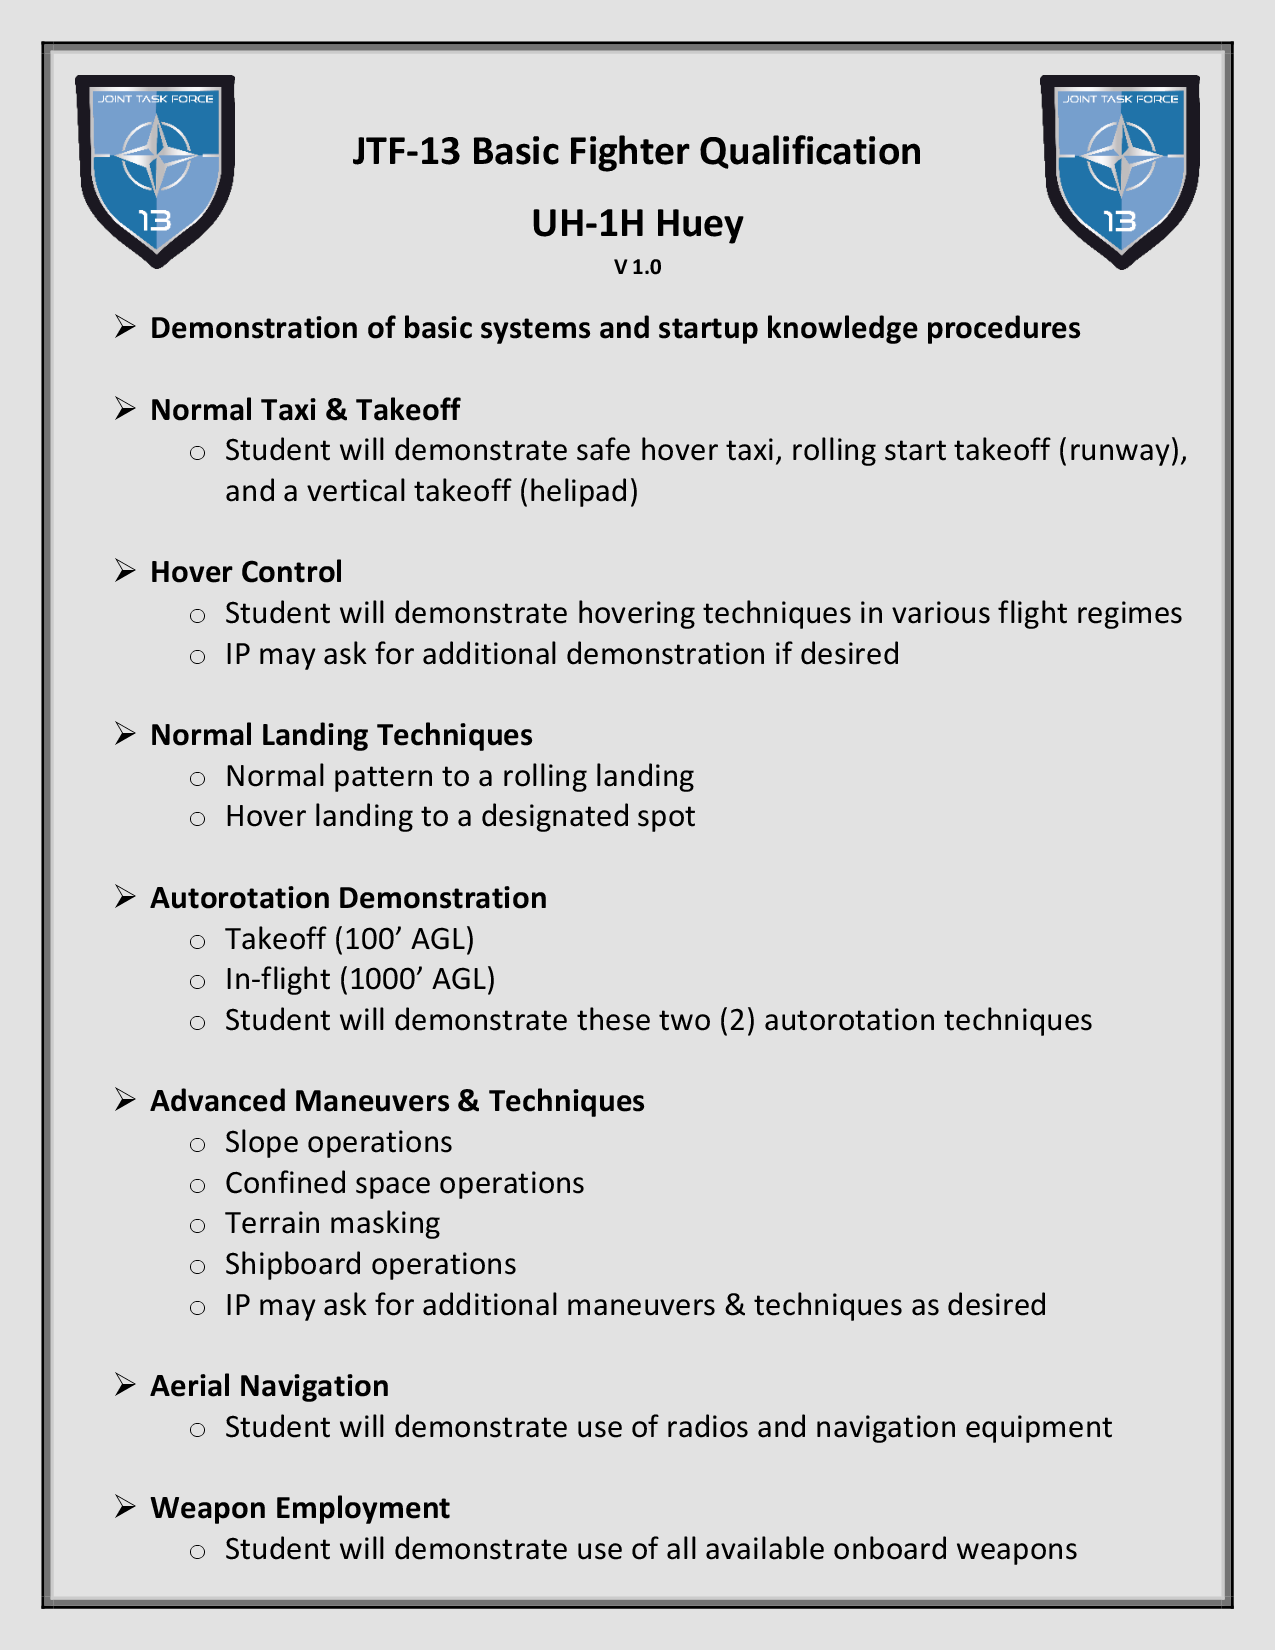 JOINT TASK FORCE
13
JOINT TASK FORCE
13
JTF-13 Basic Fighter Qualification
UH-1H Huey
V 1.0
➢ Demonstration of basic systems and startup knowledge procedures
➢ Normal Taxi & Takeoff
o Student will demonstrate safe hover taxi, rolling start takeoff (runway),
and a vertical takeoff (helipad)
➢ Hover Control
o Student will demonstrate hovering techniques in various flight regimes
o IP may ask for additional demonstration if desired
➢ Normal Landing Techniques
o Normal pattern to a rolling landing
o Hover landing to a designated spot
➢ Autorotation Demonstration
o Takeoff (100’ AGL)
o In-flight (1000’ AGL)
o Student will demonstrate these two (2) autorotation techniques
➢ Advanced Maneuvers & Techniques
o Slope operations
o Confined space operations
o Terrain masking
o Shipboard operations
o IP may ask for additional maneuvers & techniques as desired
➢ Aerial Navigation
o Student will demonstrate use of radios and navigation equipment
➢ Weapon Employment
o Student will demonstrate use of all available onboard weapons